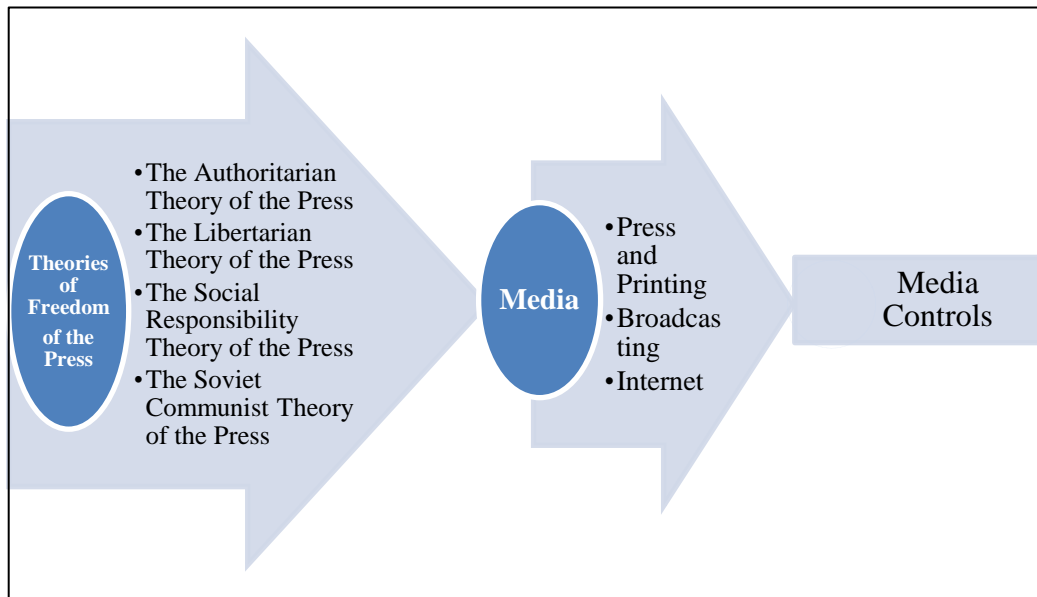 Theories
of
Freedom
of the
Press
•The Authoritarian
Theory of the Press
•The Libertarian
Theory of the Press
•The Social
Responsibility
Theory of the Press
•The Soviet
Communist Theory
of the Press
Media
•Press
and
Printing
•Broadcas
ting
•Internet
Media
Controls